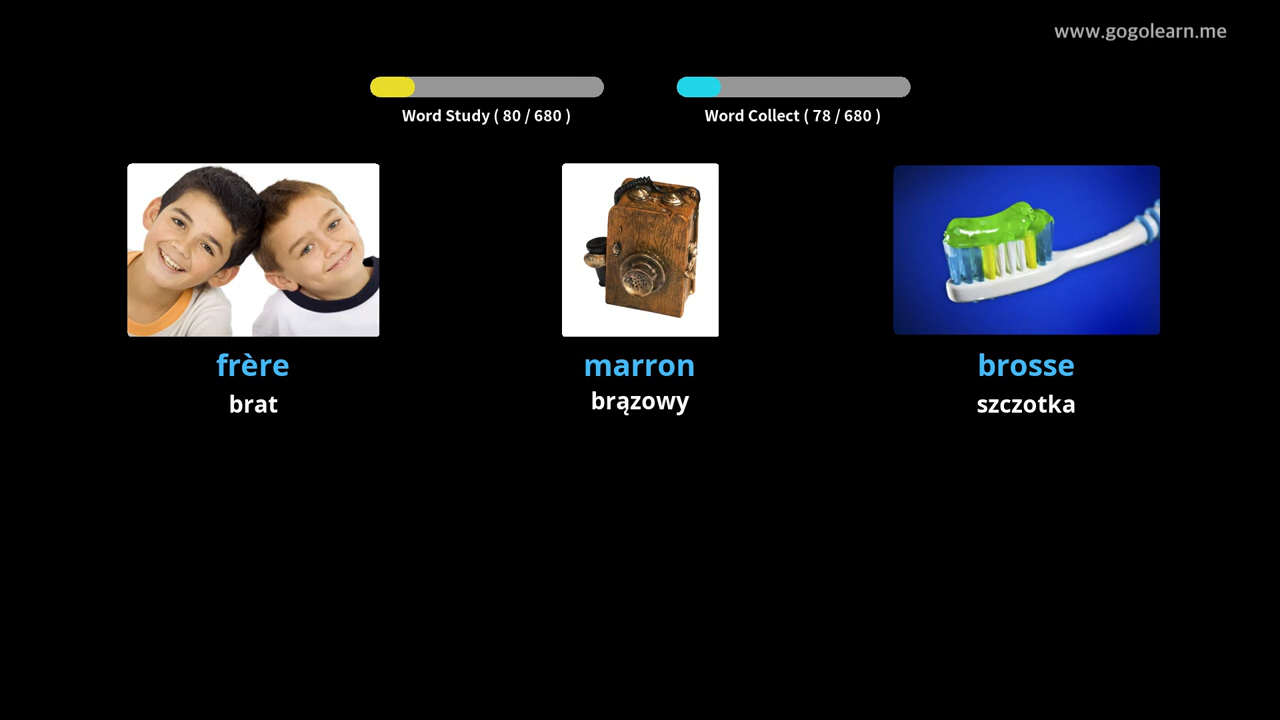 www.gogolearn.me
Word Study ( 80 / 680 )
Word Collect ( 78 / 680 )
frère
brat
marron
brązowy
brosse
szczotka